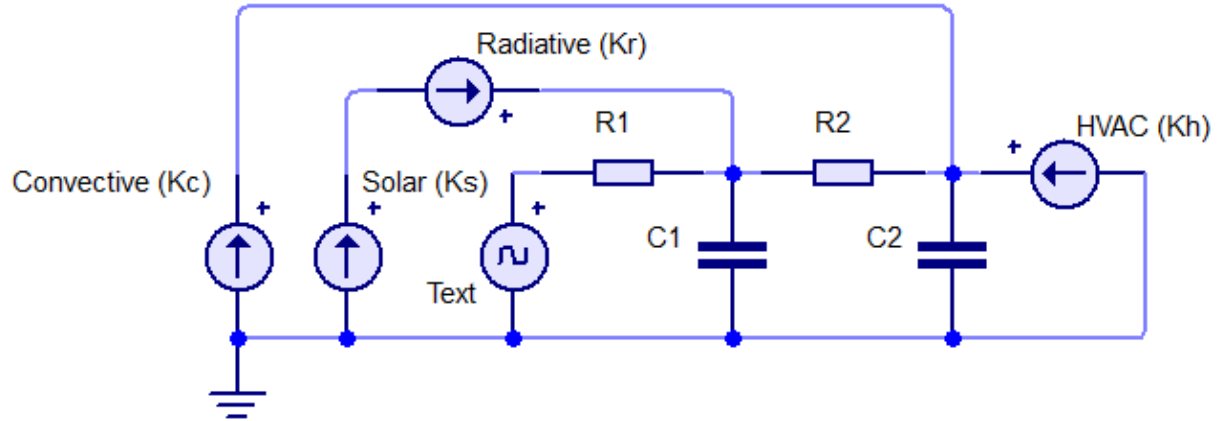 Radiative (Kr)
+
R1
R2
HVAC (Kh)
+
Convective (Kc)
+
Solar (Ks)
+
+
C1
C2
Text